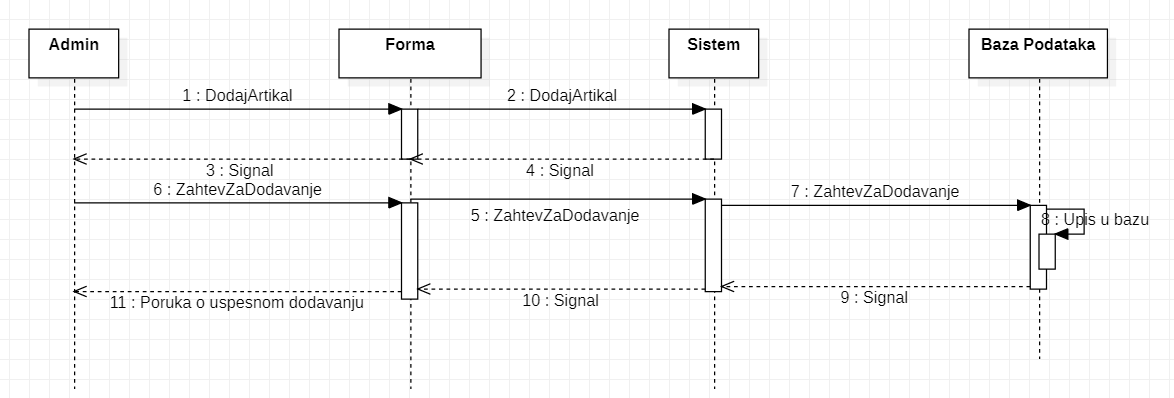 Admin
Forma
Sistem
Baza Podataka
1 : DodajArtikal
2 : DodajArtikal
3 : Signal
4 : Signal
6 : ZahtevZaDodavanje
7 : ZahtevZaDodavanje
5 : ZahtevZaDodavanje
8 : Upis u bazu
11 : Poruka o uspesnom dodavanju
10 : Signal
9 : Signal